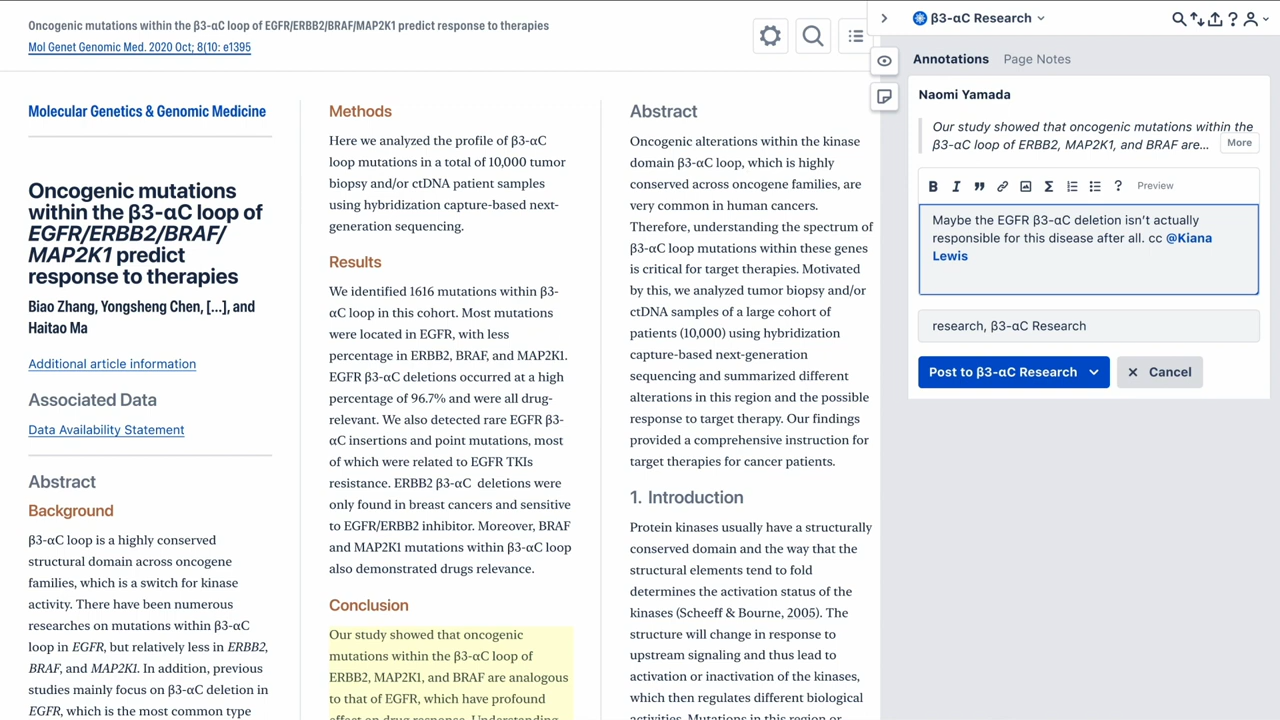 Oncogenic mutations within the β3-αC loop of EGFR/ERBB2/BRAF/MAP2K1 predict response to therapies
Mol Genet Genomic Med. 2020 Oct; 8(10: e1395
Molecular Genetics & Genomic Medicine
Oncogenic mutations
within the β3-αC loop of
EGFR/ERBB2/BRAF/
MAP2K1 predict
response to therapies
Biao Zhang, Yongsheng Chen, [...], and
Haitao Ma
Additional article information
Associated Data
Data Availability Statement
Abstract
Background
β3-αC loop is a highly conserved
structural domain across oncogene
families, which is a switch for kinase
activity. There have been numerous
researches on mutations within β3-αC
loop in EGFR, but relatively less in ERBB2,
BRAF, and MAP2K1. In addition, previous
studies mainly focus on β3-αC deletion in
EGFR, which is the most common type
Methods
Here we analyzed the profile of β3-αC
loop mutations in a total of 10,000 tumor
biopsy and/or ctDNA patient samples
using hybridization capture-based next-
generation sequencing.
Results
We identified 1616 mutations within β3-
αC loop in this cohort. Most mutations
were located in EGFR, with less
percentage in ERBB2, BRAF, and MAP2K1.
EGFR β3-αC deletions occurred at a high
percentage of 96.7% and were all drug-
relevant. We also detected rare EGFR β3-
αC insertions and point mutations, most
of which were related to EGFR TKIs
resistance. ERBB2 β3-αC deletions were
only found in breast cancers and sensitive
to EGFR/ERBB2 inhibitor. Moreover, BRAF
and MAP2K1 mutations within β3-αC loop
also demonstrated drugs relevance.
Conclusion
Our study showed that oncogenic
mutations within the β3-αC loop of
ERBB2, MAP2K1, and BRAF are analogous
to that of EGFR, which have profound
effect on drug response. Understanding
Abstract
Oncogenic alterations within the kinase
domain β3-αC loop, which is highly
conserved across oncogene families, are
very common in human cancers.
Therefore, understanding the spectrum of
β3-αC loop mutations within these genes
is critical for target therapies. Motivated
by this, we analyzed tumor biopsy and/or
ctDNA samples of a large cohort of
patients (10,000) using hybridization
capture-based next-generation
sequencing and summarized different
alterations in this region and the possible
response to target therapy. Our findings
provided a comprehensive instruction for
target therapies for cancer patients.
1. Introduction
Protein kinases usually have a structurally
conserved domain and the way that the
structural elements tend to fold
determines the activation status of the
kinases (Scheeff & Bourne, 2005). The
structure will change in response to
upstream signaling and thus lead to
activation or inactivation of the kinases,
which then regulates different biological
activities. Mutations in this region or
β3-αC Research
?
Annotations Page Notes
Naomi Yamada
Our study showed that oncogenic mutations within the
β3-αC loop of ERBB2, MAP2K1, and BRAF are...
More
B I ” Σ ? Preview
Maybe the EGFR β3-αC deletion isn’t actually
responsible for this disease after all. cc @Kiana
Lewis
research, β3-αC Research
Post to β3-αC Research
Cancel